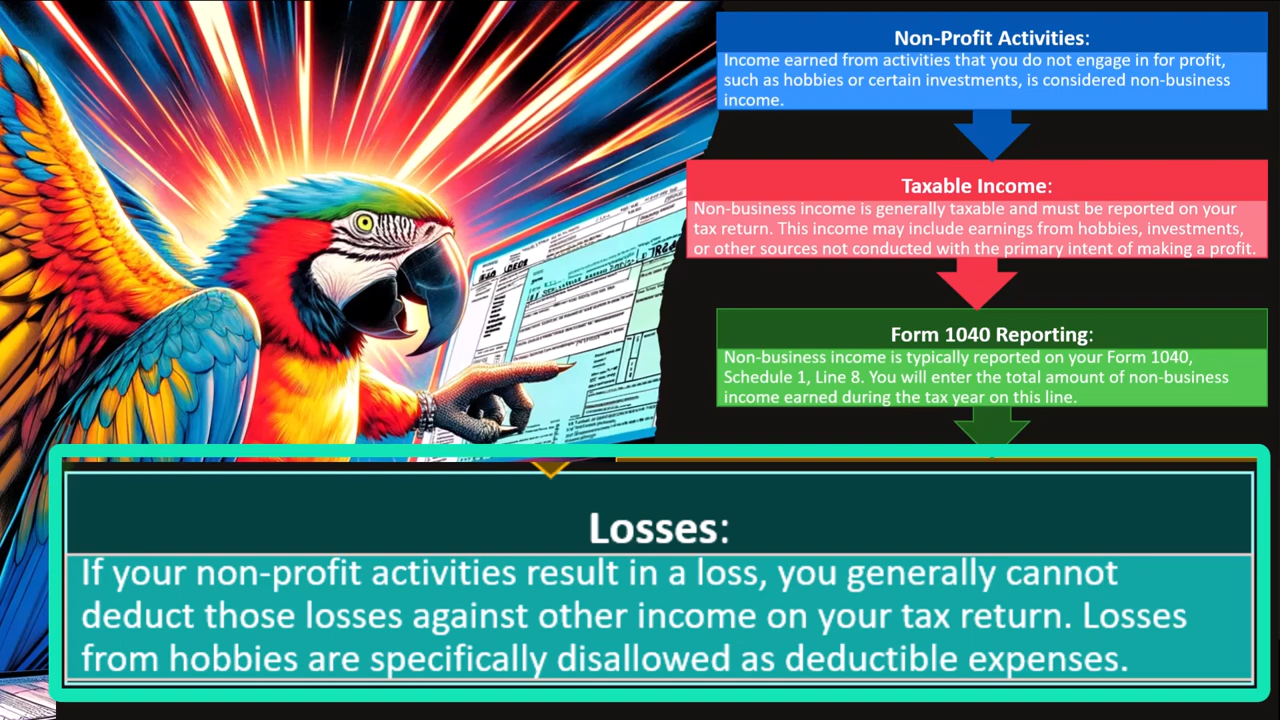 Non-Profit Activities:
Income earned from activities that you do not engage in for profit,
such as hobbies or certain investments, is considered non-business
income.
Taxable Income:
Non-business income is generally taxable and must be reported on your
tax return. This income may include earnings from hobbies, investments,
or other sources not conducted with the primary intent of making a profit.
Form 1040 Reporting:
Non-business income is typically reported on your Form 1040,
Schedule 1, Line 8. You will enter the total amount of non-business
income earned during the tax year on this line.
Losses:
If your non-profit activities result in a loss, you generally cannot
deduct those losses against other income on your tax return. Losses
from hobbies are specifically disallowed as deductible expenses.